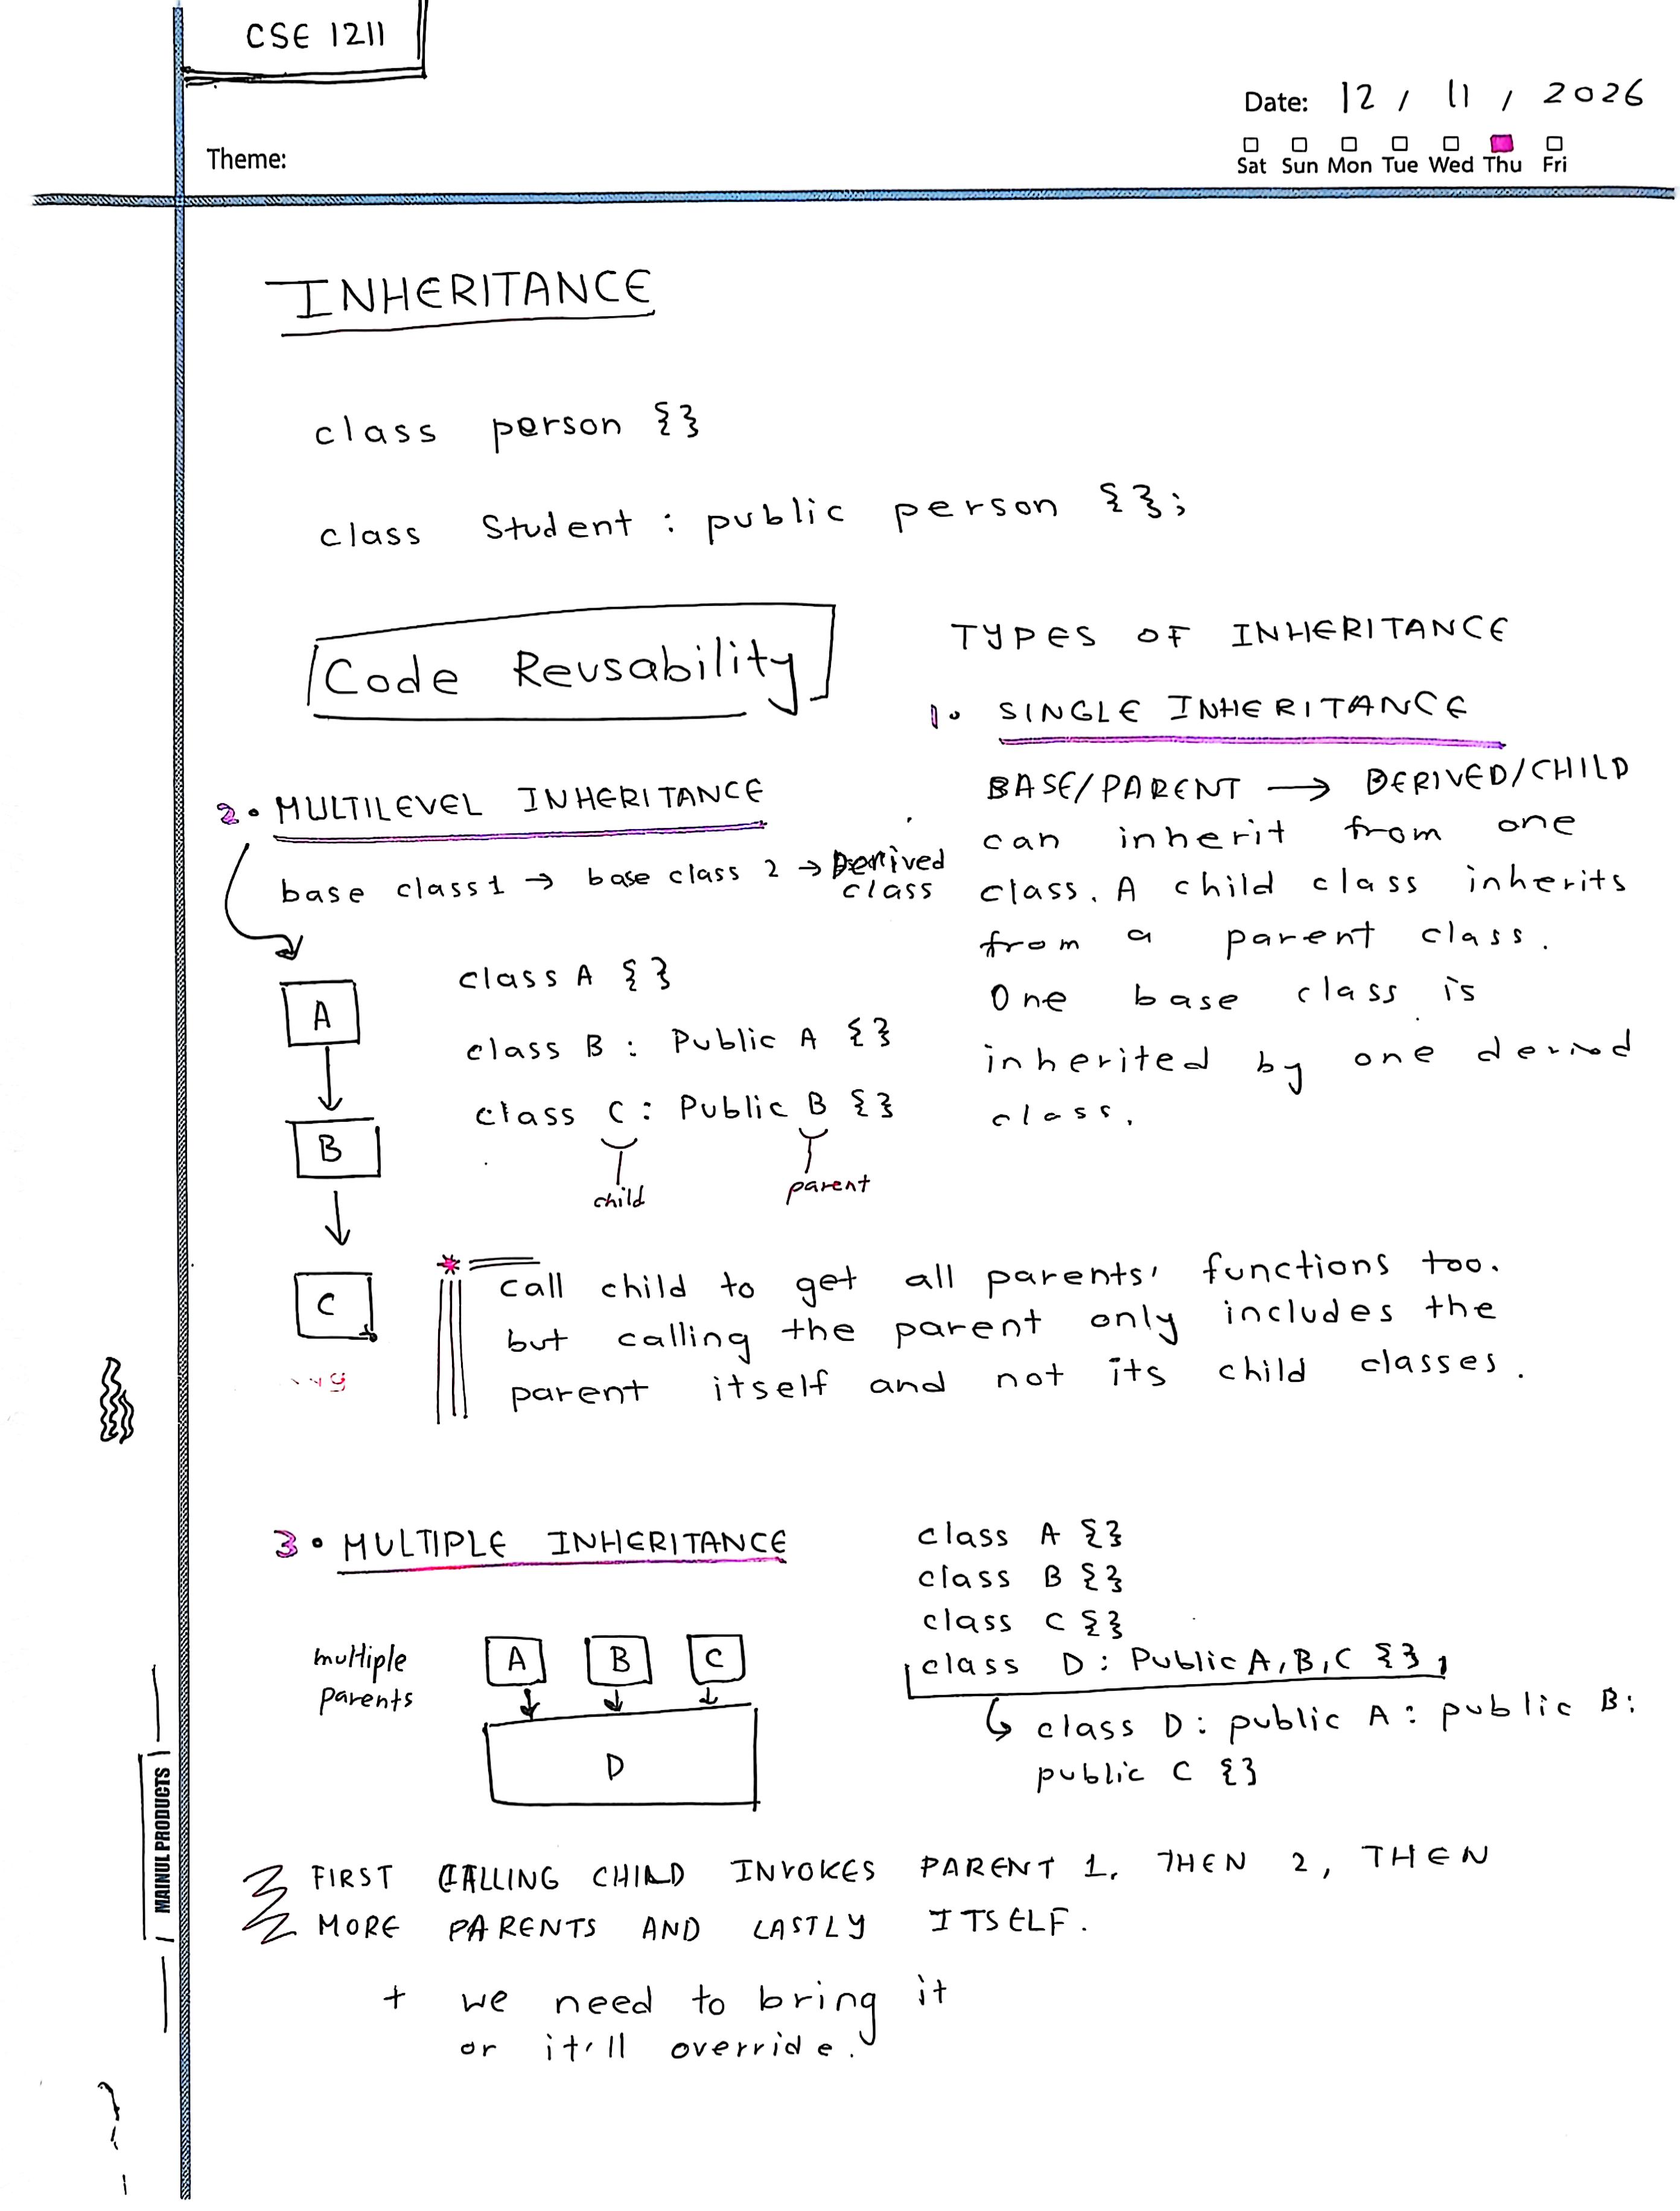 CSE 1211
Date: 12 / 11 / 2026
Sat Sun Mon Tue Wed Thu Fri
Theme:
INHERITANCE
class person {}
class Student : public person {};
Code Reusability
TYPES OF INHERITANCE
1. SINGLE INHERITANCE
BASE/PARENT → DERIVED/CHILD
can inherit from one
class. A child class inherits
from a parent class.
One base class is
inherited by one
class.
2. MULTILEVEL INHERITANCE
base class 1 → base class 2 → Derived
class
A
B
C
class A {}
class B : Public A {}
class C : Public B {}
child parent
* call child to get all parents' functions too.
but calling the parent only includes the
parent itself and not its child classes.
3. MULTIPLE INHERITANCE
multiple
parents
A B C
D
class A {}
class B {}
class C {}
class D : Public A, B, C {},
↳ class D : public A : public B :
public C {}
FIRST CALLING CHILD INVOKES PARENT 1, THEN 2, THEN
MORE PARENTS AND LASTLY ITSELF.
+ we need to bring it
or it'll override.
MAINUL PRODUCTS